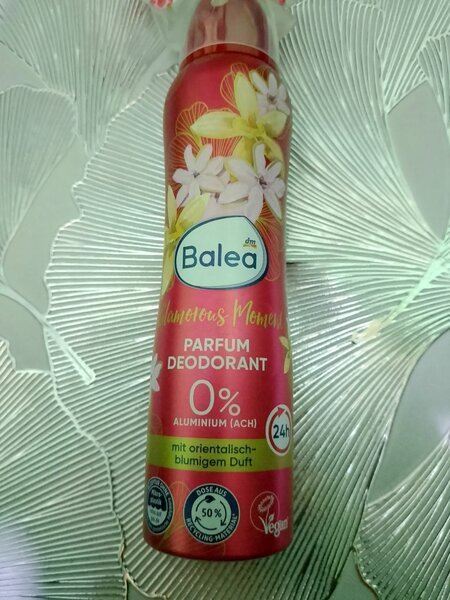 dm
Balea
Glamorous Moment
PARFUM
DEODORANT
0%
ALUMINIUM (ACH)
24h
mit orientalisch-
blumigem Duft
DOSE AUS
50%
RECYCLING-MATERIAL*
Vegan